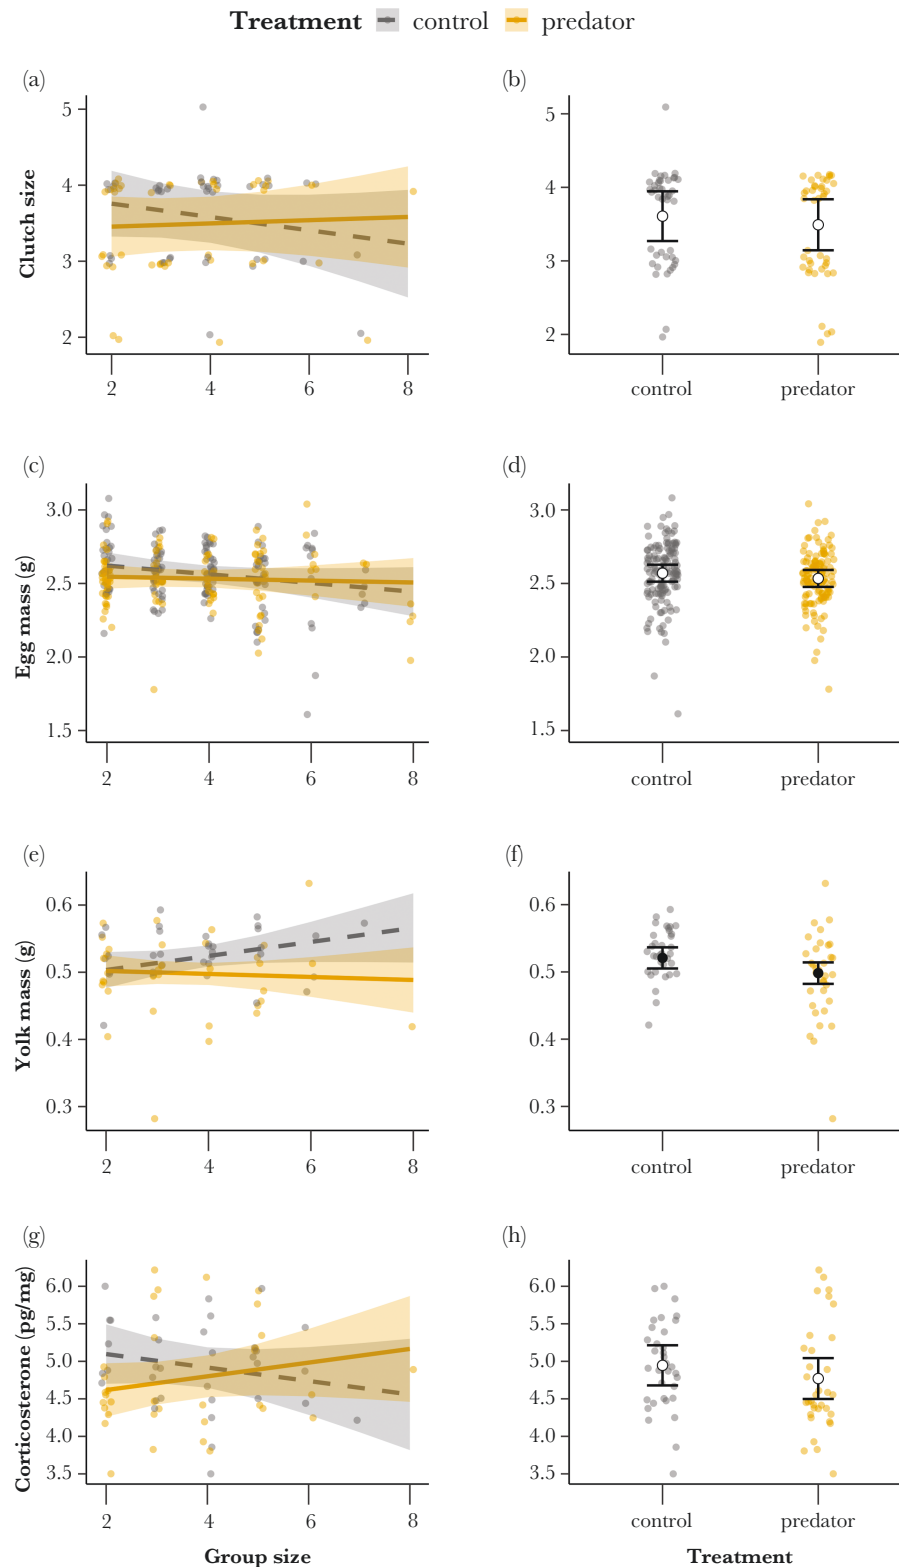 Treatment control predator
(a) (b)
Clutch size
5
4
3
2
2 4 6 8
5
4
3
2
control predator
(c) (d)
Egg mass (g)
3.0
2.5
2.0
1.5
2 4 6 8
3.0
2.5
2.0
1.5
control predator
(e) (f)
Yolk mass (g)
0.6
0.5
0.4
0.3
2 4 6 8
0.6
0.5
0.4
0.3
control predator
(g) (h)
Corticosterone (pg/mg)
6.0
5.5
5.0
4.5
4.0
3.5
2 4 6 8
Group size
6.0
5.5
5.0
4.5
4.0
3.5
control predator
Treatment